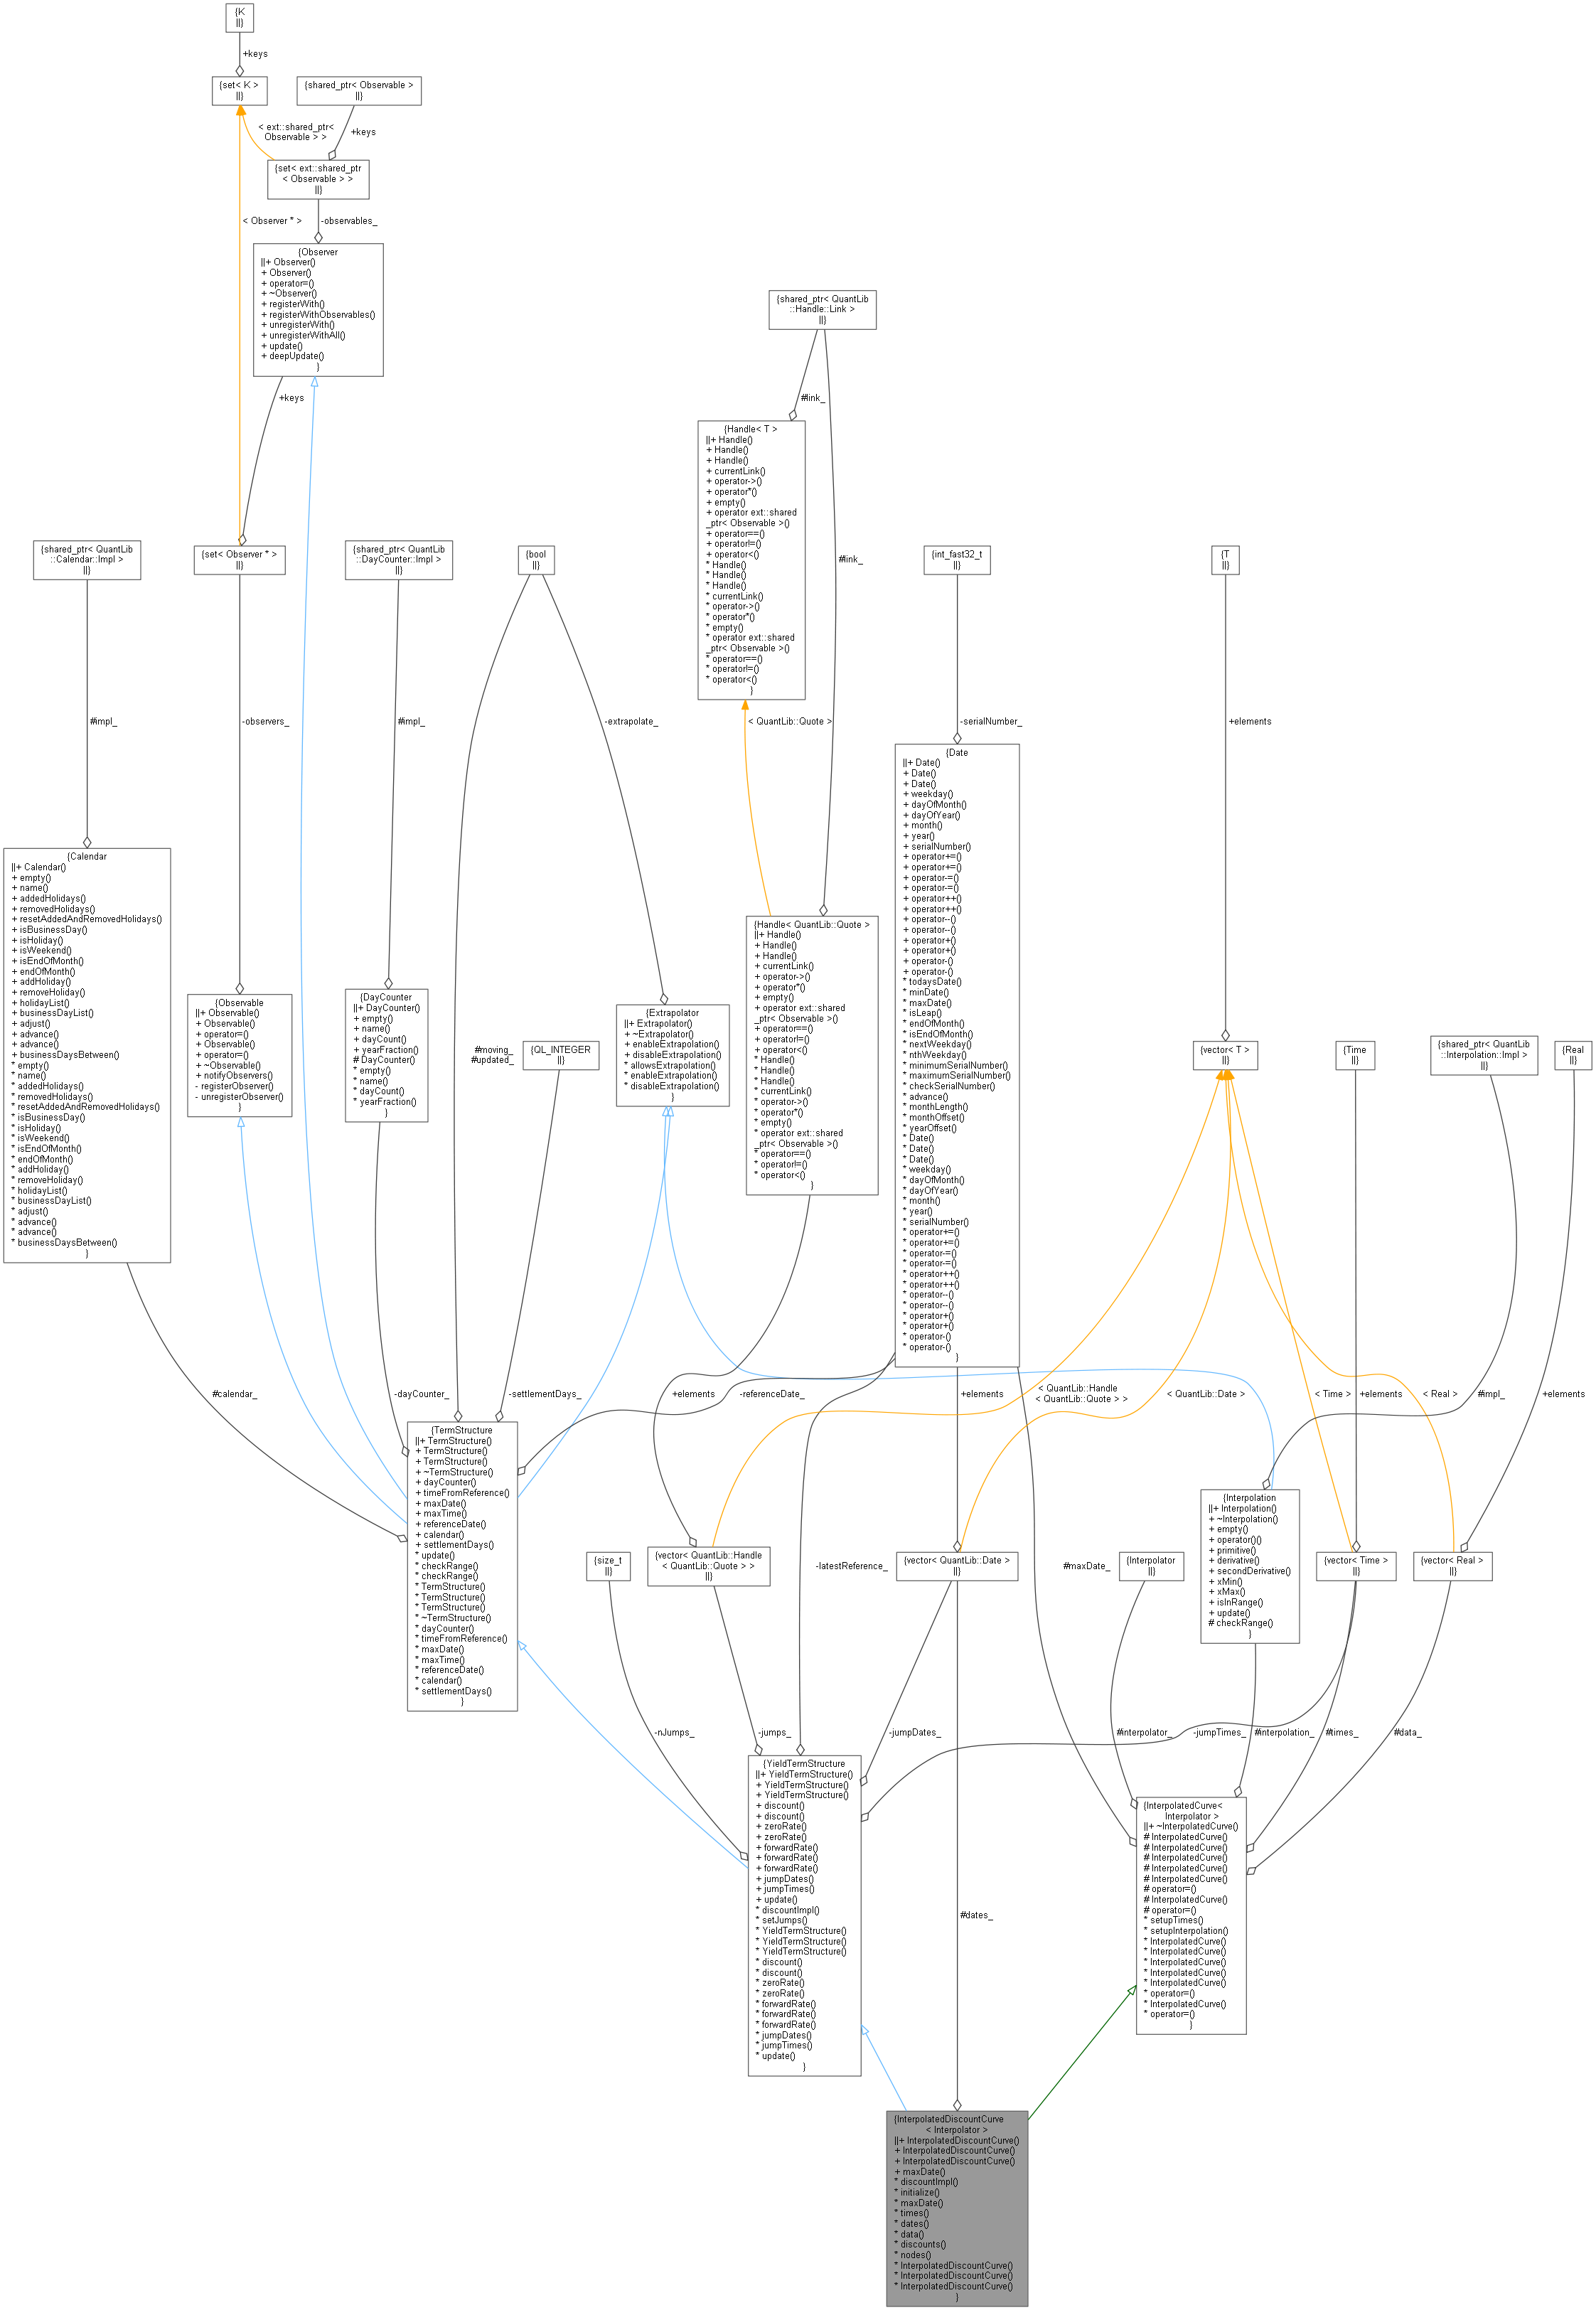 {K
||}
+keys
{set< K >
||}
{shared_ptr< Observable >
||}
< ext::shared_ptr<
Observable > >
+keys
{set< ext::shared_ptr
< Observable > >
||}
< Observer * >
-observables_
{Observer
||+ Observer()
+ Observer()
+ operator=()
+ ~Observer()
+ registerWith()
+ registerWithObservables()
+ unregisterWith()
+ unregisterWithAll()
+ update()
+ deepUpdate()
}
+keys
{shared_ptr< QuantLib
::Handle::Link >
||}
#link_
{Handle< T >
||+ Handle()
+ Handle()
+ Handle()
+ currentLink()
+ operator->()
+ operator*()
+ empty()
+ operator ext::shared
_ptr< Observable >()
+ operator==()
+ operator!=()
+ operator<()
* Handle()
* Handle()
* Handle()
* currentLink()
* operator->()
* operator*()
* empty()
* operator ext::shared
_ptr< Observable >()
* operator==()
* operator!=()
* operator<()
}
#link_
{shared_ptr< QuantLib
::Calendar::Impl >
||}
{set< Observer * >
||}
{shared_ptr< QuantLib
::DayCounter::Impl >
||}
{bool
||}
{int_fast32_t
||}
{T
||}
#impl_
-observers_
#impl_
-extrapolate_
< QuantLib::Quote >
-serialNumber_
+elements
{Calendar
||+ Calendar()
+ empty()
+ name()
+ addedHolidays()
+ removedHolidays()
+ resetAddedAndRemovedHolidays()
+ isBusinessDay()
+ isHoliday()
+ isWeekend()
+ isEndOfMonth()
+ endOfMonth()
+ addHoliday()
+ removeHoliday()
+ holidayList()
+ businessDayList()
+ adjust()
+ advance()
+ advance()
+ businessDaysBetween()
* empty()
* name()
* addedHolidays()
* removedHolidays()
* resetAddedAndRemovedHolidays()
* isBusinessDay()
* isHoliday()
* isWeekend()
* isEndOfMonth()
* endOfMonth()
* addHoliday()
* removeHoliday()
* holidayList()
* businessDayList()
* adjust()
* advance()
* advance()
* businessDaysBetween()
}
{Observable
||+ Observable()
+ Observable()
+ operator=()
+ Observable()
+ operator=()
+ ~Observable()
+ notifyObservers()
- registerObserver()
- unregisterObserver()
}
{DayCounter
||+ DayCounter()
+ empty()
+ name()
+ dayCount()
+ yearFraction()
# DayCounter()
* empty()
* name()
* dayCount()
* yearFraction()
}
#moving_
#updated_
{QL_INTEGER
||}
{Extrapolator
||+ Extrapolator()
+ ~Extrapolator()
+ enableExtrapolation()
+ disableExtrapolation()
* allowsExtrapolation()
* enableExtrapolation()
* disableExtrapolation()
}
{Handle< QuantLib::Quote >
||+ Handle()
+ Handle()
+ Handle()
+ currentLink()
+ operator->()
+ operator*()
+ empty()
+ operator ext::shared
_ptr< Observable >()
+ operator==()
+ operator!=()
+ operator<()
* Handle()
* Handle()
* Handle()
* currentLink()
* operator->()
* operator*()
* empty()
* operator ext::shared
_ptr< Observable >()
* operator==()
* operator!=()
* operator<()
}
{Date
||+ Date()
+ Date()
+ Date()
+ weekday()
+ dayOfMonth()
+ dayOfYear()
+ month()
+ year()
+ serialNumber()
+ operator+=()
+ operator+=()
+ operator-=()
+ operator-=()
+ operator++()
+ operator++()
+ operator--()
+ operator--()
+ operator+()
+ operator+()
+ operator-()
+ operator-()
* todaysDate()
* minDate()
* maxDate()
* isLeap()
* endOfMonth()
* isEndOfMonth()
* nextWeekday()
* nthWeekday()
* minimumSerialNumber()
* maximumSerialNumber()
* checkSerialNumber()
* advance()
* monthLength()
* monthOffset()
* yearOffset()
* Date()
* Date()
* Date()
* weekday()
* dayOfMonth()
* dayOfYear()
* month()
* year()
* serialNumber()
* operator+=()
* operator+=()
* operator-=()
* operator-=()
* operator++()
* operator++()
* operator--()
* operator--()
* operator+()
* operator+()
* operator-()
* operator-()
}
{vector< T >
||}
{Time
||}
{shared_ptr< QuantLib
::Interpolation::Impl >
||}
{Real
||}
#calendar_
-dayCounter_
-settlementDays_
+elements
-referenceDate_
+elements
< QuantLib::Handle
< QuantLib::Quote > >
< QuantLib::Date >
< Time >
+elements
< Real >
#impl_
+elements
{TermStructure
||+ TermStructure()
+ TermStructure()
+ TermStructure()
+ ~TermStructure()
+ dayCounter()
+ timeFromReference()
+ maxDate()
+ maxTime()
+ referenceDate()
+ calendar()
+ settlementDays()
* update()
* checkRange()
* checkRange()
* TermStructure()
* TermStructure()
* TermStructure()
* ~TermStructure()
* dayCounter()
* timeFromReference()
* maxDate()
* maxTime()
* referenceDate()
* calendar()
* settlementDays()
}
{size_t
||}
{vector< QuantLib::Handle
< QuantLib::Quote > >
||}
-latestReference_
{vector< QuantLib::Date >
||}
#maxDate_
{Interpolator
||}
{Interpolation
||+ Interpolation()
+ ~Interpolation()
+ empty()
+ operator()()
+ primitive()
+ derivative()
+ secondDerivative()
+ xMin()
+ xMax()
+ isInRange()
+ update()
# checkRange()
}
{vector< Time >
||}
{vector< Real >
||}
-nJumps_
-jumps_
-jumpDates_
#interpolator_
-jumpTimes_
#interpolation_
#times_
#data_
{YieldTermStructure
||+ YieldTermStructure()
+ YieldTermStructure()
+ YieldTermStructure()
+ discount()
+ discount()
+ zeroRate()
+ zeroRate()
+ forwardRate()
+ forwardRate()
+ forwardRate()
+ jumpDates()
+ jumpTimes()
+ update()
* discountImpl()
* setJumps()
* YieldTermStructure()
* YieldTermStructure()
* YieldTermStructure()
* discount()
* discount()
* zeroRate()
* zeroRate()
* forwardRate()
* forwardRate()
* forwardRate()
* jumpDates()
* jumpTimes()
* update()
}
#dates_
{InterpolatedCurve<
Interpolator >
||+ ~InterpolatedCurve()
# InterpolatedCurve()
# InterpolatedCurve()
# InterpolatedCurve()
# InterpolatedCurve()
# InterpolatedCurve()
# operator=()
# InterpolatedCurve()
# operator=()
* setupTimes()
* setupInterpolation()
* InterpolatedCurve()
* InterpolatedCurve()
* InterpolatedCurve()
* InterpolatedCurve()
* InterpolatedCurve()
* operator=()
* InterpolatedCurve()
* operator=()
}
{InterpolatedDiscountCurve
< Interpolator >
||+ InterpolatedDiscountCurve()
+ InterpolatedDiscountCurve()
+ InterpolatedDiscountCurve()
+ maxDate()
* discountImpl()
* initialize()
* maxDate()
* times()
* dates()
* data()
* discounts()
* nodes()
* InterpolatedDiscountCurve()
* InterpolatedDiscountCurve()
* InterpolatedDiscountCurve()
}